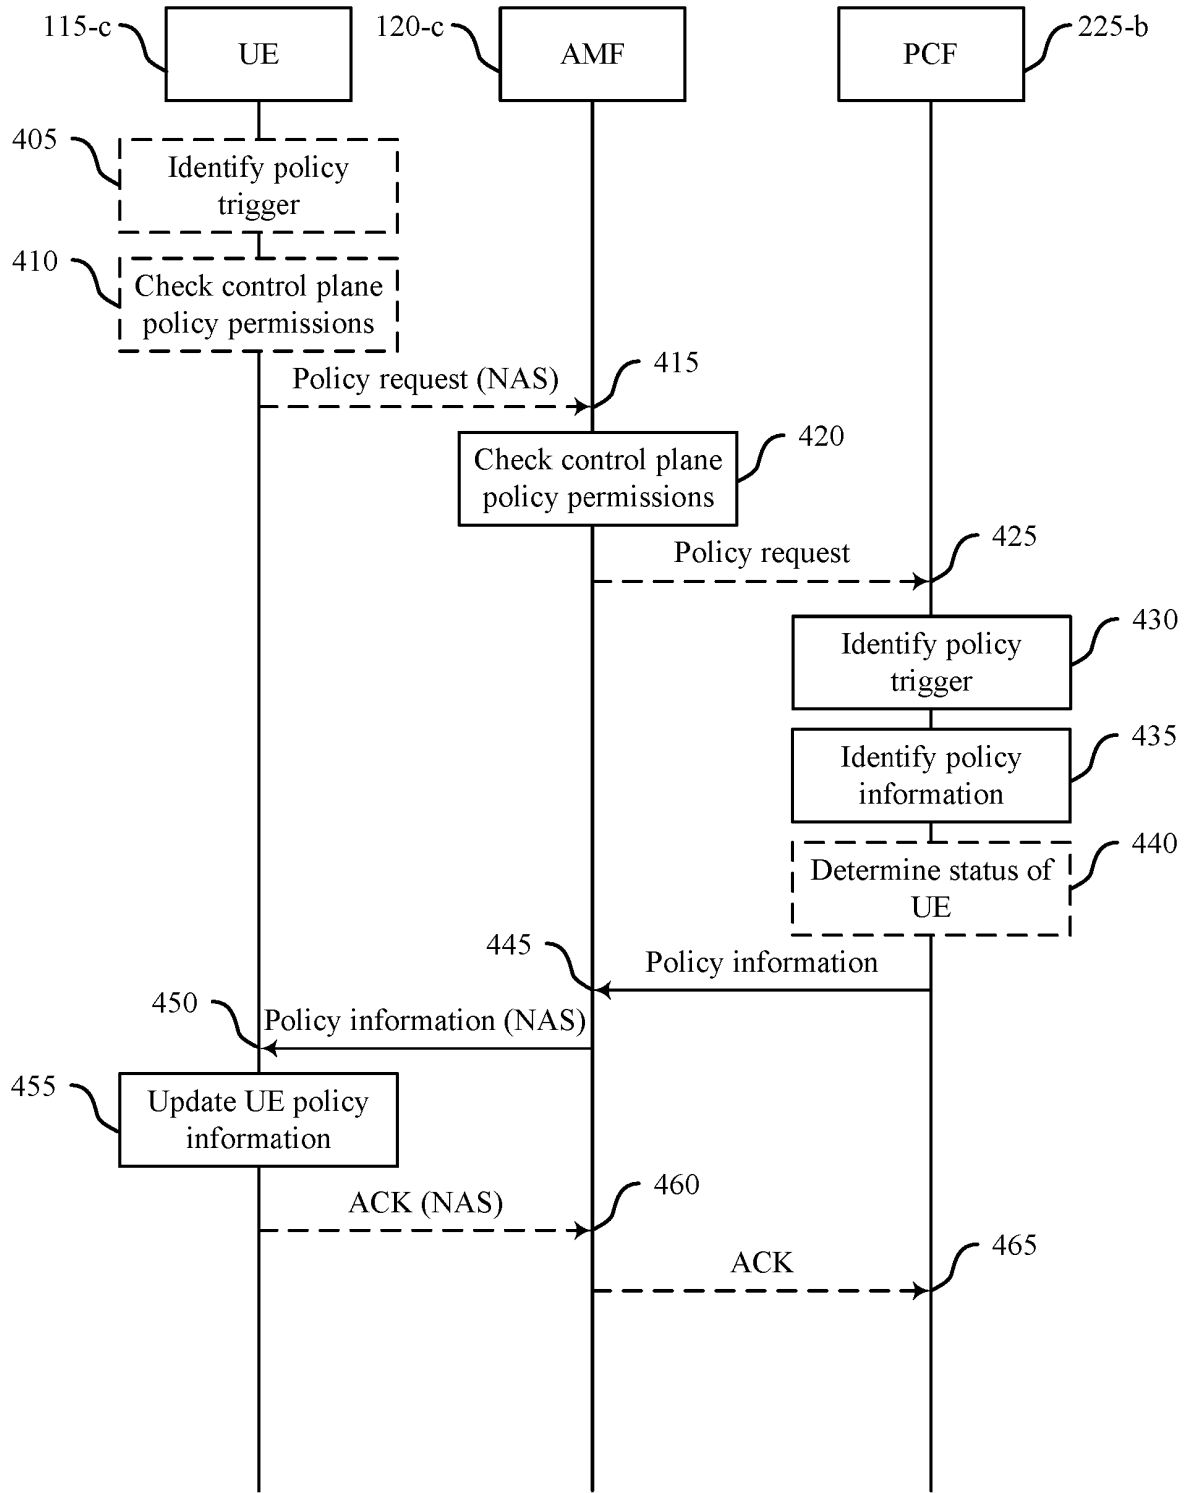 115-c
UE
120-c
AMF
PCF
225-b
405
Identify policy
trigger
410
Check control plane
policy permissions
Policy request (NAS)
415
420
Check control plane
policy permissions
Policy request
425
430
Identify policy
trigger
435
Identify policy
information
440
Determine status of
UE
445
Policy information
450
Policy information (NAS)
455
Update UE policy
information
ACK (NAS)
460
ACK
465